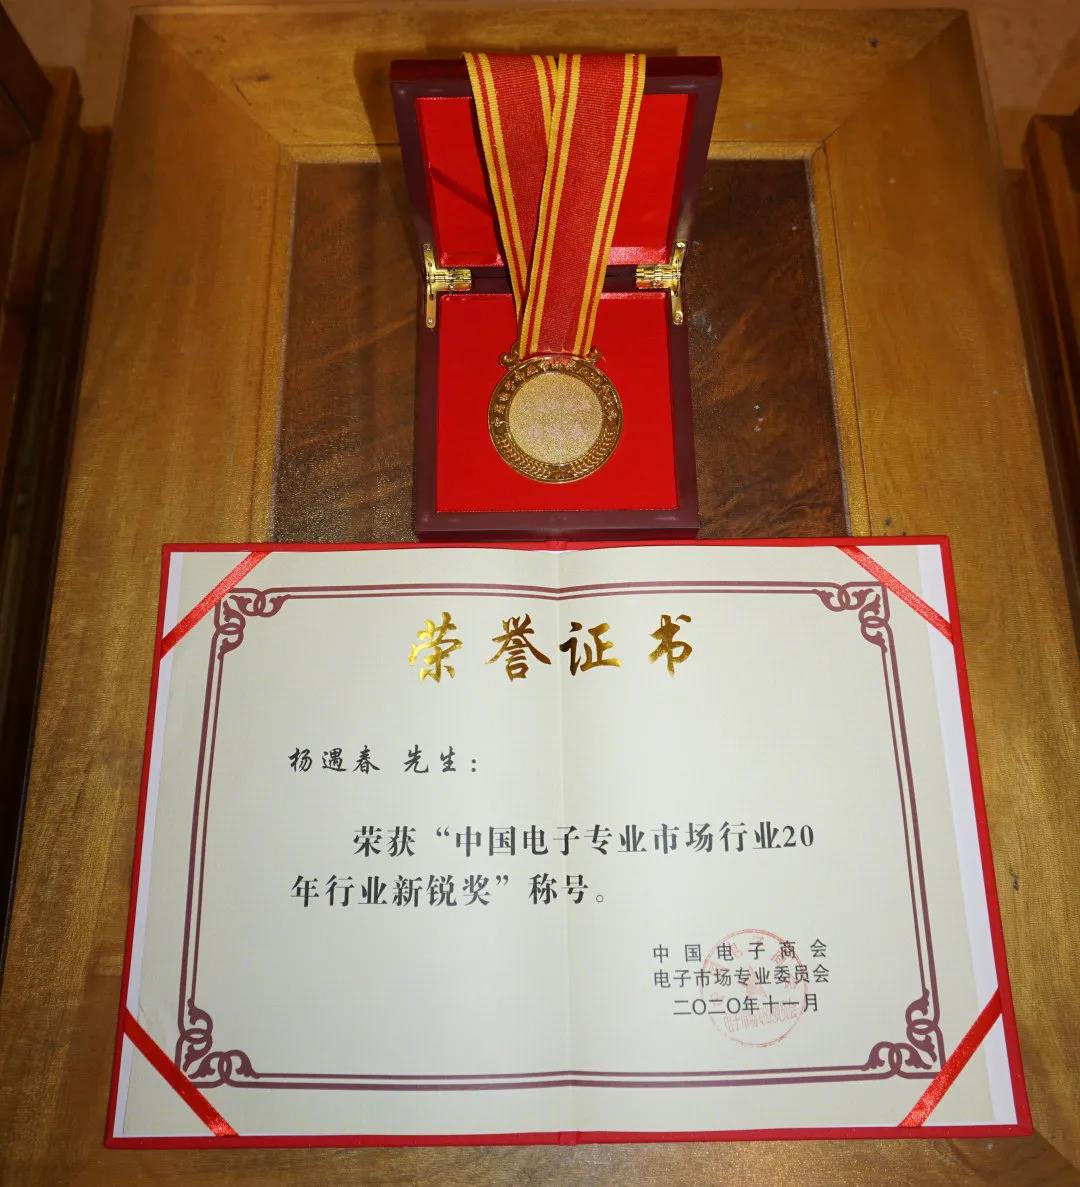 荣誉证书
杨遇春 先生：
荣获“中国电子专业市场行业20
年行业新锐奖”称号。
中国电子商会
电子市场专业委员会
二〇二〇年十一月